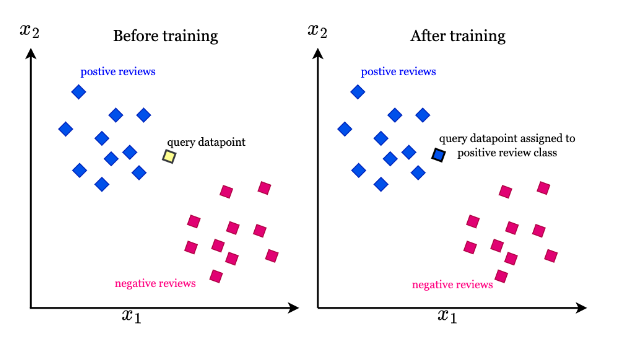 x2
Before training
postive reviews
query datapoint
negative reviews
x1
x2
After training
postive reviews
query datapoint assigned to
positive review class
negative reviews
x1